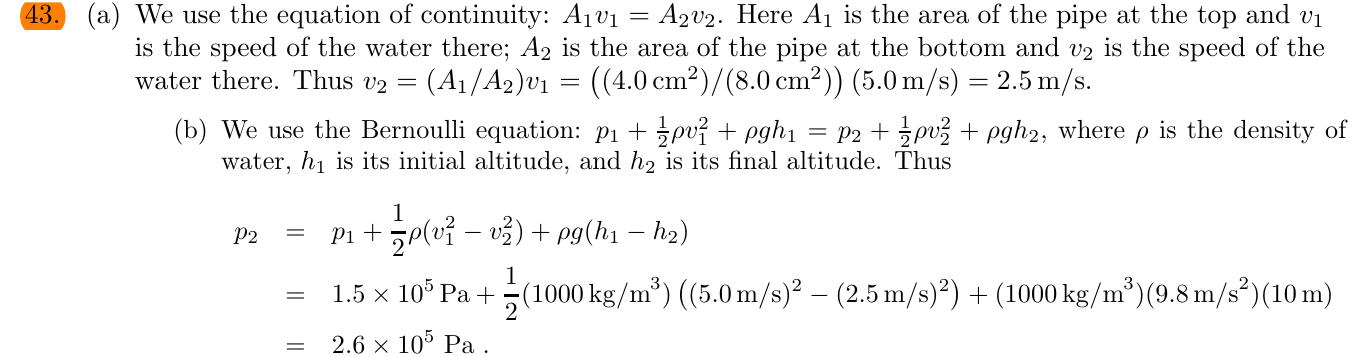 43. (a) We use the equation of continuity: A₁v₁ = A₂v₂. Here A₁ is the area of the pipe at the top and v₁
is the speed of the water there; A₂ is the area of the pipe at the bottom and v₂ is the speed of the
water there. Thus v₂ = (A₁/A₂)v₁ = ((4.0 cm²)/(8.0 cm²)) (5.0 m/s) = 2.5 m/s.
(b) We use the Bernoulli equation: p₁ + ½ρv₁² + ρgh₁ = p₂ + ½ρv₂² + ρgh₂, where ρ is the density of
water, h₁ is its initial altitude, and h₂ is its final altitude. Thus
p₂ = p₁ + ½ρ(v₁² − v₂²) + ρg(h₁ − h₂)
= 1.5 × 10⁵ Pa + ½(1000 kg/m³) ((5.0 m/s)² − (2.5 m/s)²) + (1000 kg/m³)(9.8 m/s²)(10 m)
= 2.6 × 10⁵ Pa .